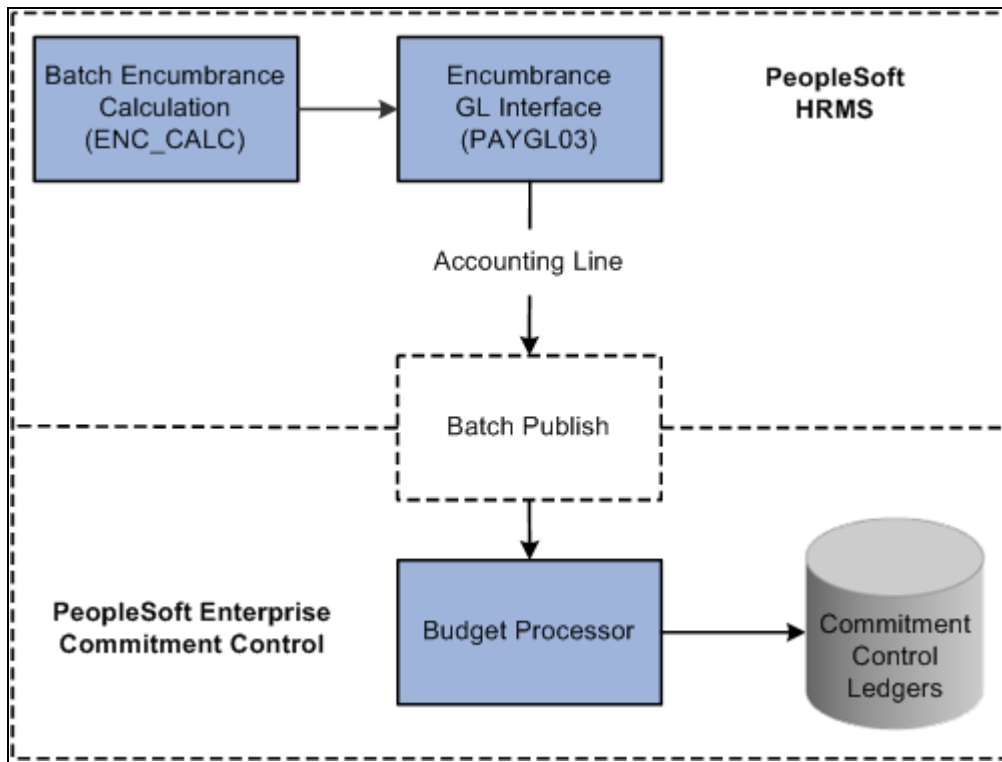 Batch Encumbrance
Calculation
(ENC_CALC)
Encumbrance
GL Interface
(PAYGL03)
PeopleSoft
HRMS
Accounting Line
Batch Publish
PeopleSoft Enterprise
Commitment Control
Budget Processor
Commitment
Control
Ledgers